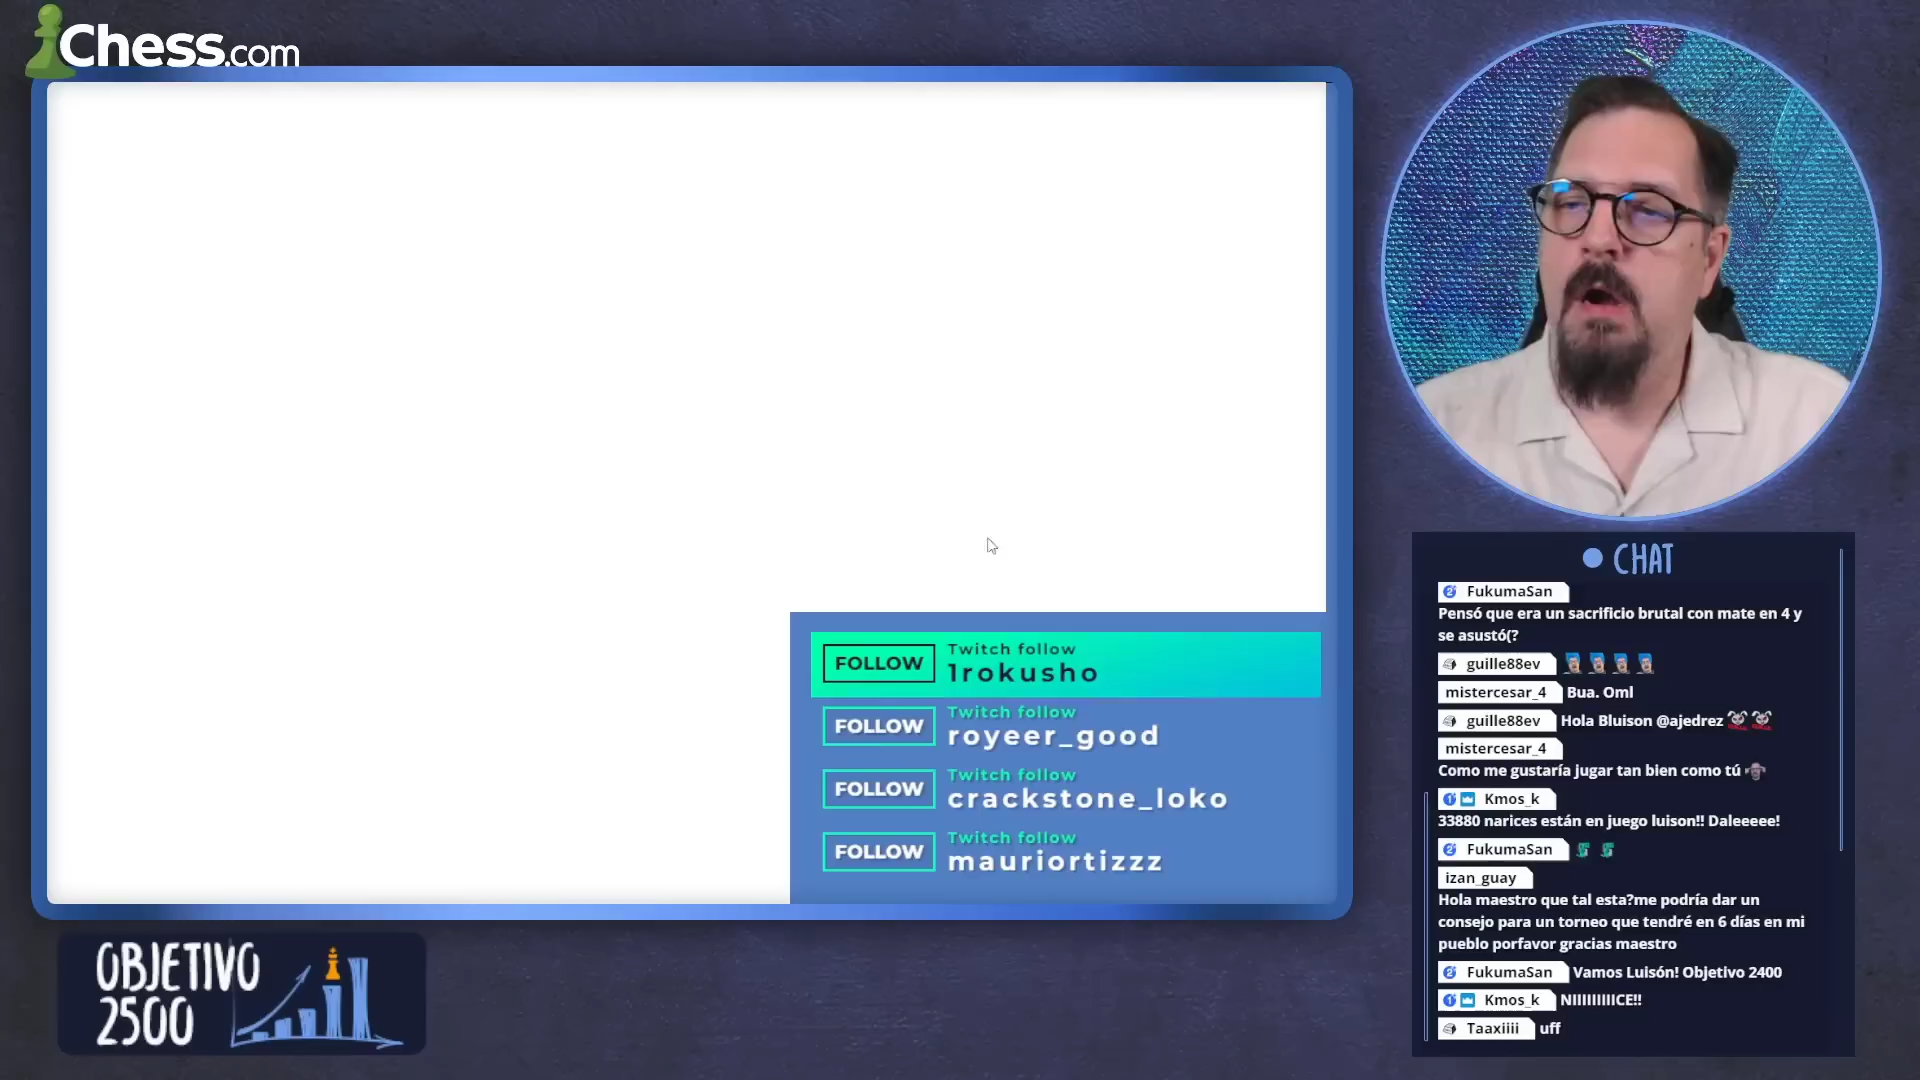 Chess.com
FOLLOW
Twitch follow
1rokusho
FOLLOW
Twitch follow
royeer_good
FOLLOW
Twitch follow
crackstone_loko
FOLLOW
Twitch follow
mauriortizzz
OBJETIVO
2500
CHAT
FukumaSan
Pensó que era un sacrificio brutal con mate en 4 y
se asustó(?
guille88ev
mistercesar_4 Bua. Oml
guille88ev Hola Bluison @ajedrez
mistercesar_4
Como me gustaría jugar tan bien como tú
Kmos_k
33880 narices están en juego luison!! Daleeeee!
FukumaSan
izan_guay
Hola maestro que tal esta?me podría dar un
consejo para un torneo que tendré en 6 días en mi
pueblo porfavor gracias maestro
FukumaSan Vamos Luisón! Objetivo 2400
Kmos_k NIIIIIIIIICE!!
Taaxiiii uff